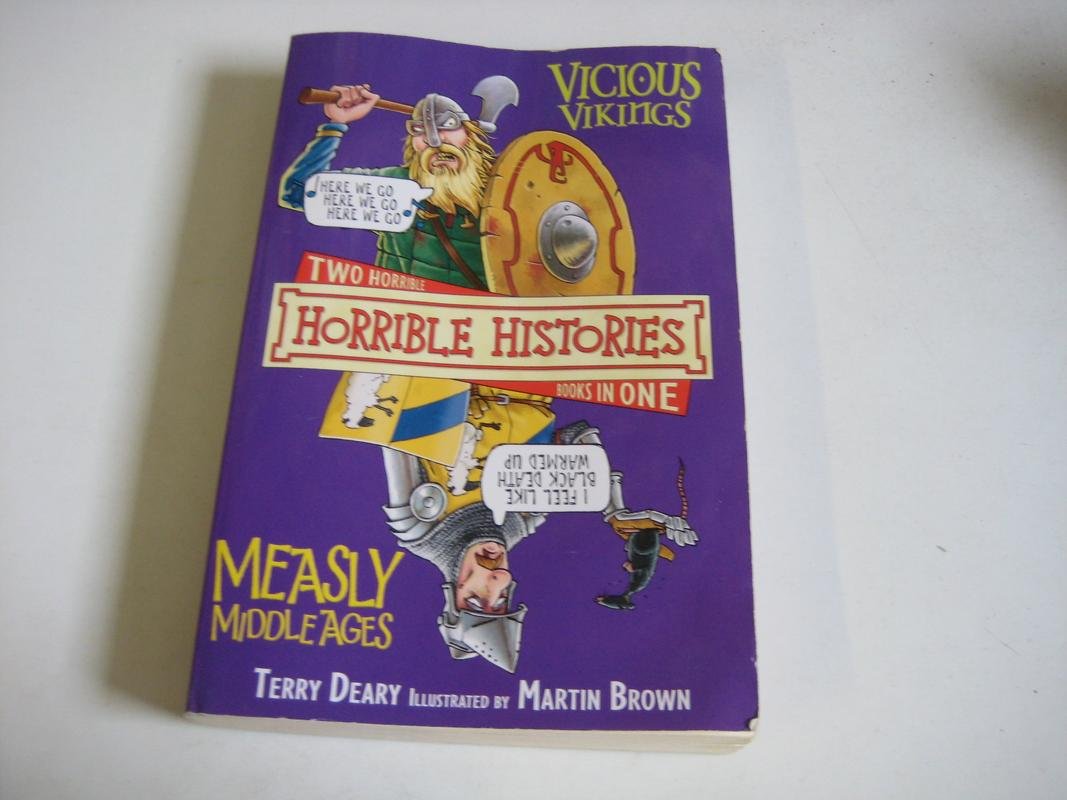 VICIOUS
VIKINGS
HERE WE GO
HERE WE GO
HERE WE GO
TWO HORRIBLE
HORRIBLE HISTORIES
BOOKS IN ONE
I FEEL LIKE
BLACK DEATH
WARMED UP
MEASLY
MIDDLE AGES
TERRY DEARY ILLUSTRATED BY MARTIN BROWN